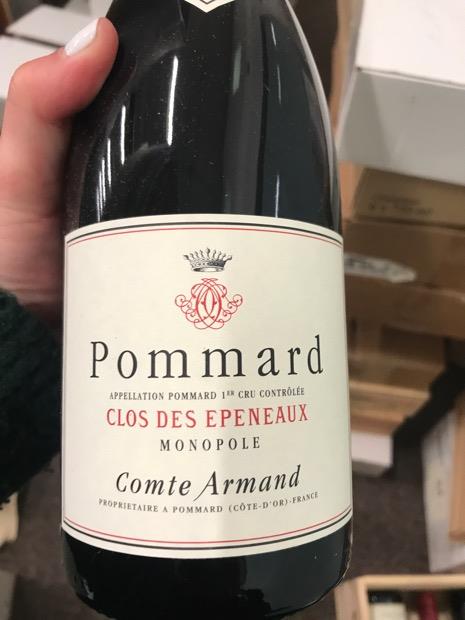 Pommard
APPELLATION POMMARD 1ER CRU CONTRÔLÉE
CLOS DES EPENEAUX
MONOPOLE
Comte Armand
PROPRIETAIRE A POMMARD (CÔTE-D'OR)-FRANCE